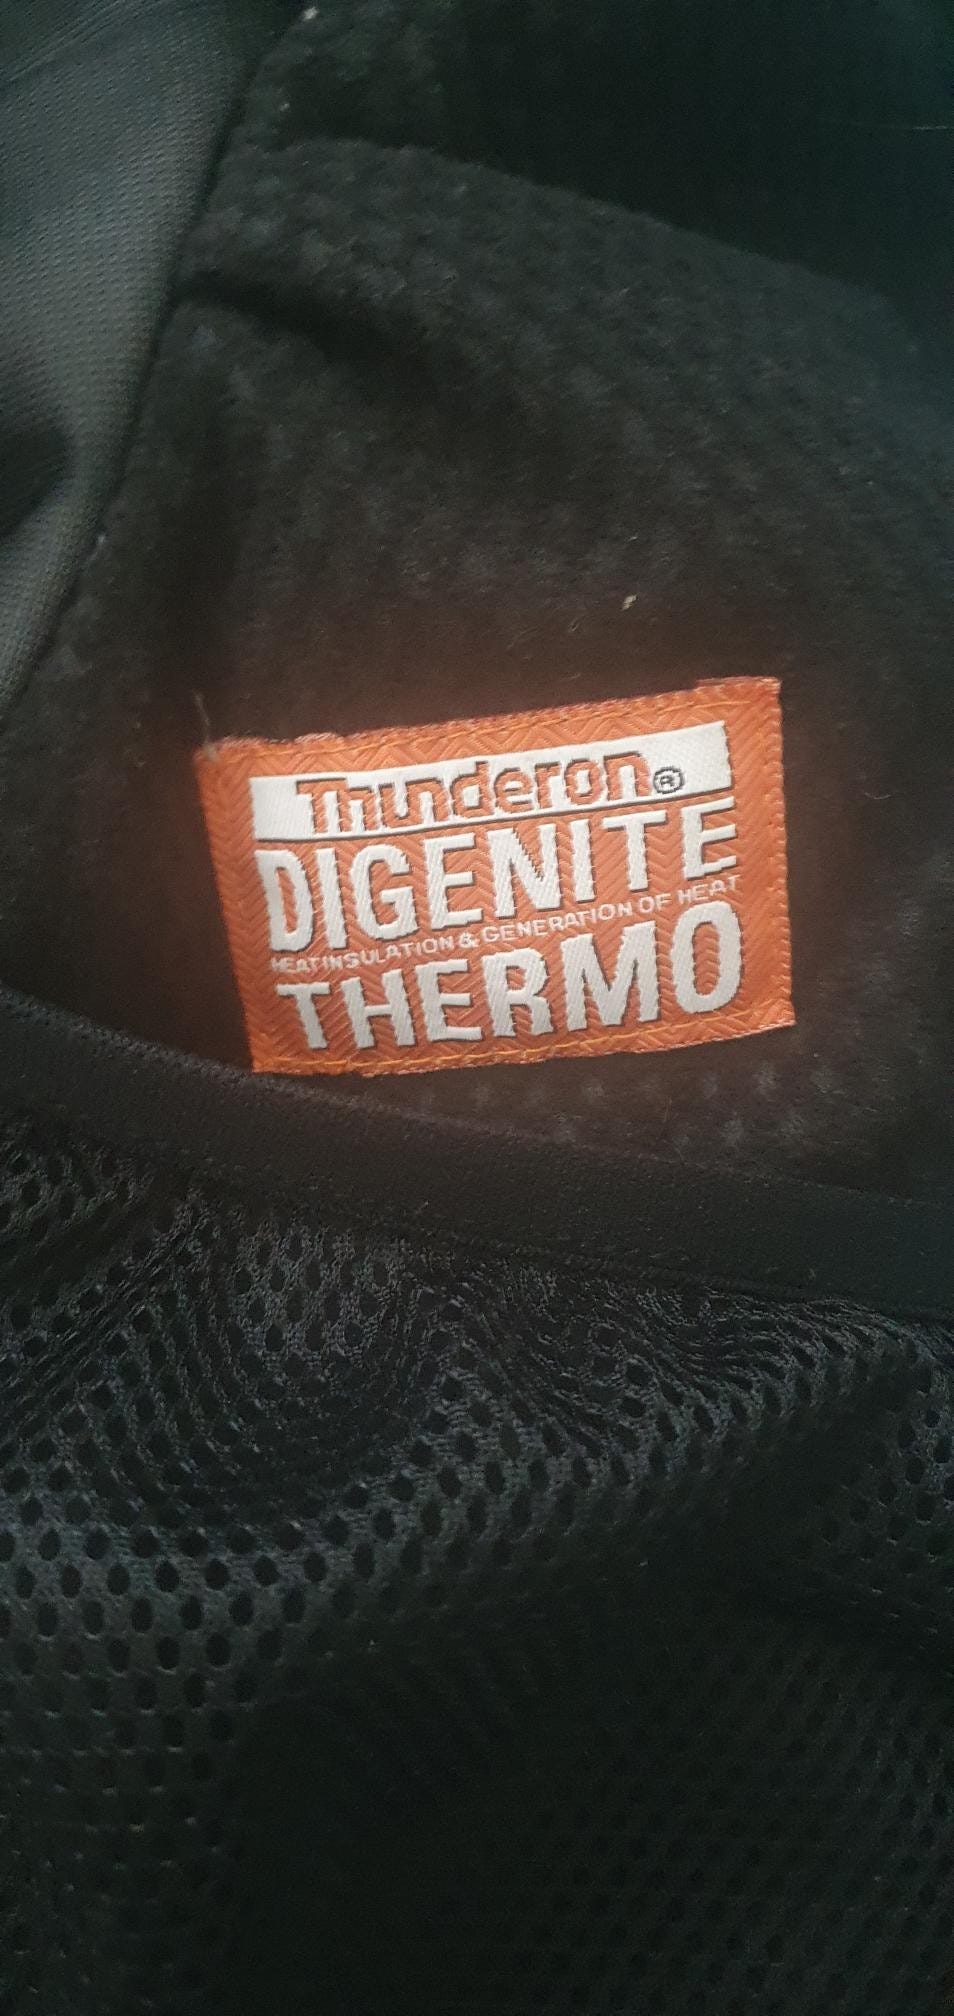 Thunderon®
DIGENITE
HEAT INSULATION & GENERATION OF HEAT
THERMO